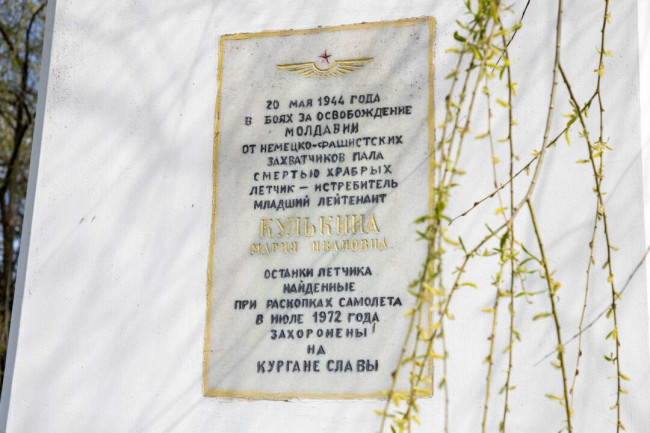 20 МАЯ 1944 ГОДА
В БОЯХ ЗА ОСВОБОЖДЕНИЕ
МОЛДАВИИ
ОТ НЕМЕЦКО-ФАШИСТСКИХ
ЗАХВАТЧИКОВ ПАЛА
СМЕРТЬЮ ХРАБРЫХ
ЛЕТЧИК – ИСТРЕБИТЕЛЬ
МЛАДШИЙ ЛЕЙТЕНАНТ
КУЛЬКИНА
МАРИЯ ИВАНОВНА
ОСТАНКИ ЛЕТЧИКА
НАЙДЕННЫЕ
ПРИ РАСКОПКАХ САМОЛЕТА
В ИЮЛЕ 1972 ГОДА
ЗАХОРОНЕНЫ
НА
КУРГАНЕ СЛАВЫ